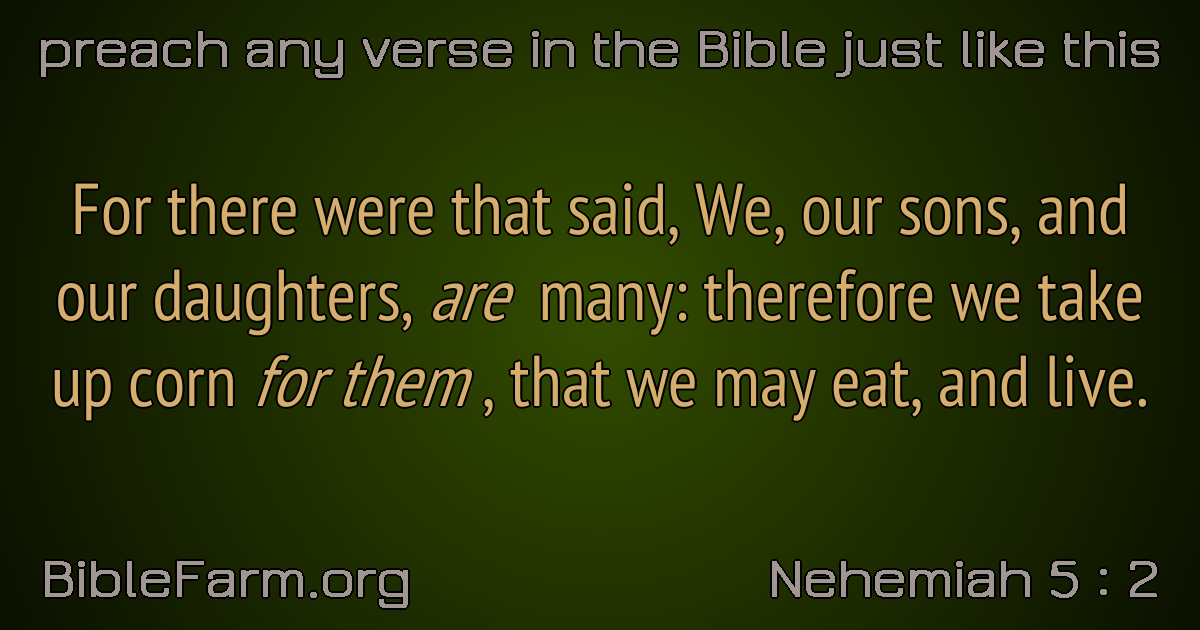 preach any verse in the Bible just like this
For there were that said, We, our sons, and
our daughters, are many: therefore we take
up corn for them , that we may eat, and live.
BibleFarm.org
Nehemiah 5 : 2